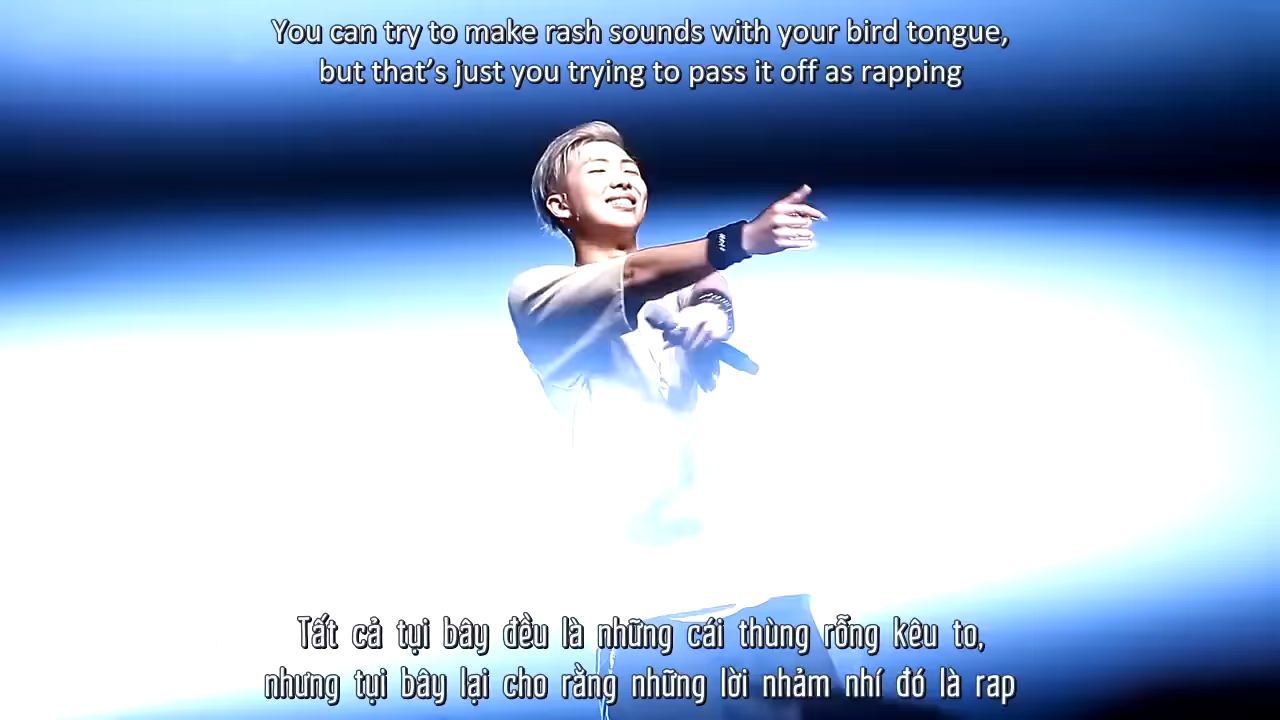 You can try to make rash sounds with your bird tongue,
but that's just you trying to pass it off as rapping
Tất cả tụi bây đều là những cái thùng rỗng kêu to,
nhưng tụi bây lại cho rằng những lời nhảm nhí đó là rap